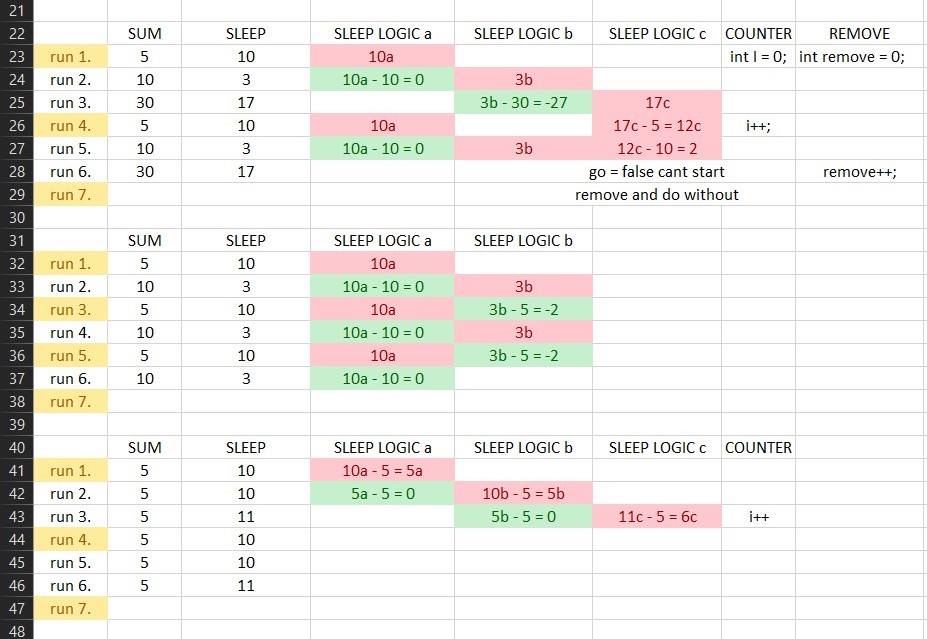 21
22 SUM SLEEP SLEEP LOGIC a SLEEP LOGIC b SLEEP LOGIC c COUNTER REMOVE
23 run 1. 5 10 10a int I = 0; int remove = 0;
24 run 2. 10 3 10a - 10 = 0 3b
25 run 3. 30 17 3b - 30 = -27 17c
26 run 4. 5 10 10a 17c - 5 = 12c i++;
27 run 5. 10 3 10a - 10 = 0 3b 12c - 10 = 2
28 run 6. 30 17 go = false cant start remove++;
29 run 7. remove and do without
30
31 SUM SLEEP SLEEP LOGIC a SLEEP LOGIC b
32 run 1. 5 10 10a
33 run 2. 10 3 10a - 10 = 0 3b
34 run 3. 5 10 10a 3b - 5 = -2
35 run 4. 10 3 10a - 10 = 0 3b
36 run 5. 5 10 10a 3b - 5 = -2
37 run 6. 10 3 10a - 10 = 0
38 run 7.
39
40 SUM SLEEP SLEEP LOGIC a SLEEP LOGIC b SLEEP LOGIC c COUNTER
41 run 1. 5 10 10a - 5 = 5a
42 run 2. 5 10 5a - 5 = 0 10b - 5 = 5b
43 run 3. 5 11 5b - 5 = 0 11c - 5 = 6c i++
44 run 4. 5 10
45 run 5. 5 10
46 run 6. 5 11
47 run 7.
48